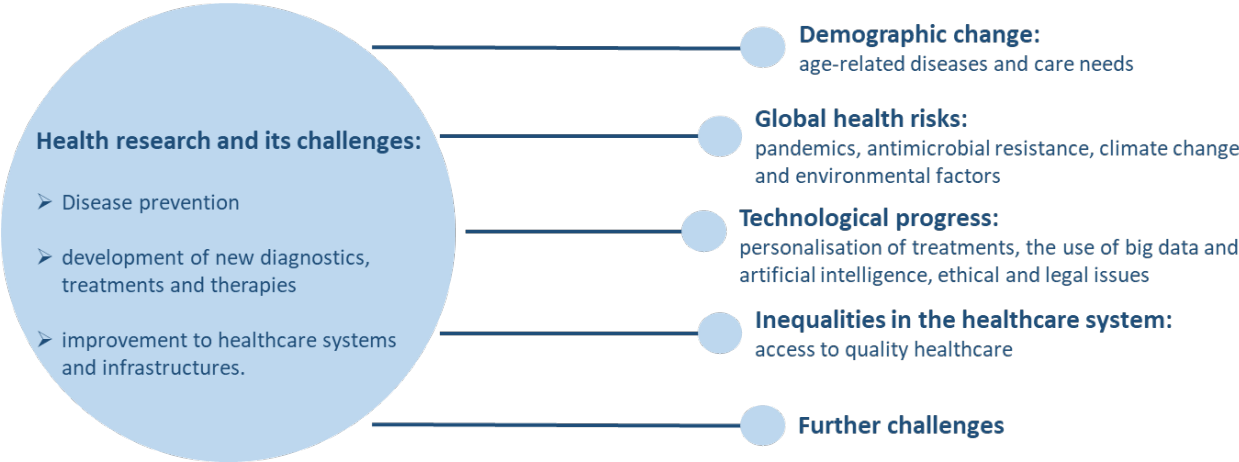 Health research and its challenges:
➢ Disease prevention
➢ development of new diagnostics,
treatments and therapies
➢ improvement to healthcare systems
and infrastructures.
Demographic change:
age-related diseases and care needs
Global health risks:
pandemics, antimicrobial resistance, climate change
and environmental factors
Technological progress:
personalisation of treatments, the use of big data and
artificial intelligence, ethical and legal issues
Inequalities in the healthcare system:
access to quality healthcare
Further challenges